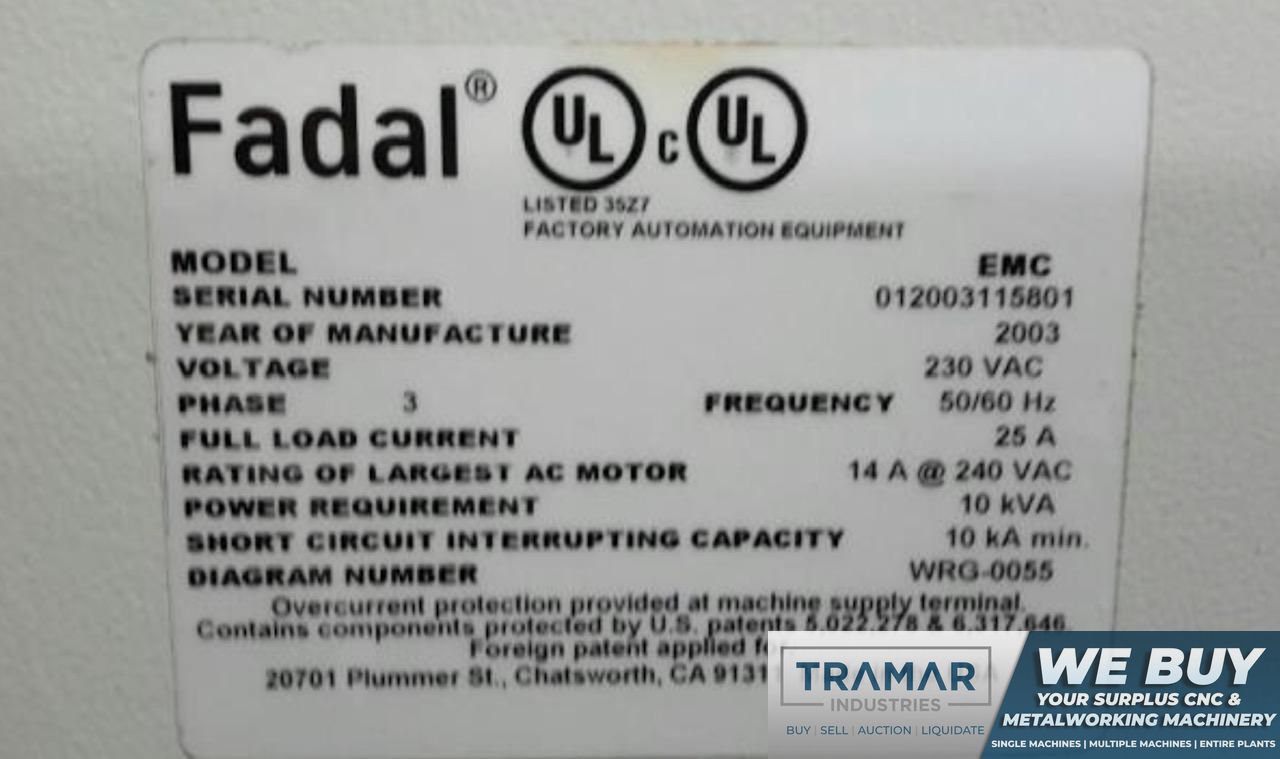 Fadal®
UL c UL
LISTED 35Z7
FACTORY AUTOMATION EQUIPMENT
MODEL EMC
SERIAL NUMBER 012003115801
YEAR OF MANUFACTURE 2003
VOLTAGE 230 VAC
PHASE 3 FREQUENCY 50/60 Hz
FULL LOAD CURRENT 25 A
RATING OF LARGEST AC MOTOR 14 A @ 240 VAC
POWER REQUIREMENT 10 kVA
SHORT CIRCUIT INTERRUPTING CAPACITY 10 kA min.
DIAGRAM NUMBER WRG-0055
Overcurrent protection provided at machine supply terminal.
Contains components protected by U.S. patents 5,022,278 & 6,317,646.
Foreign patent applied
20701 Plummer St., Chatsworth, CA
TRAMAR
INDUSTRIES
BUY | SELL | AUCTION | LIQUIDATE
WE BUY
YOUR SURPLUS CNC &
METALWORKING MACHINERY
SINGLE MACHINES | MULTIPLE MACHINES | ENTIRE PLANTS